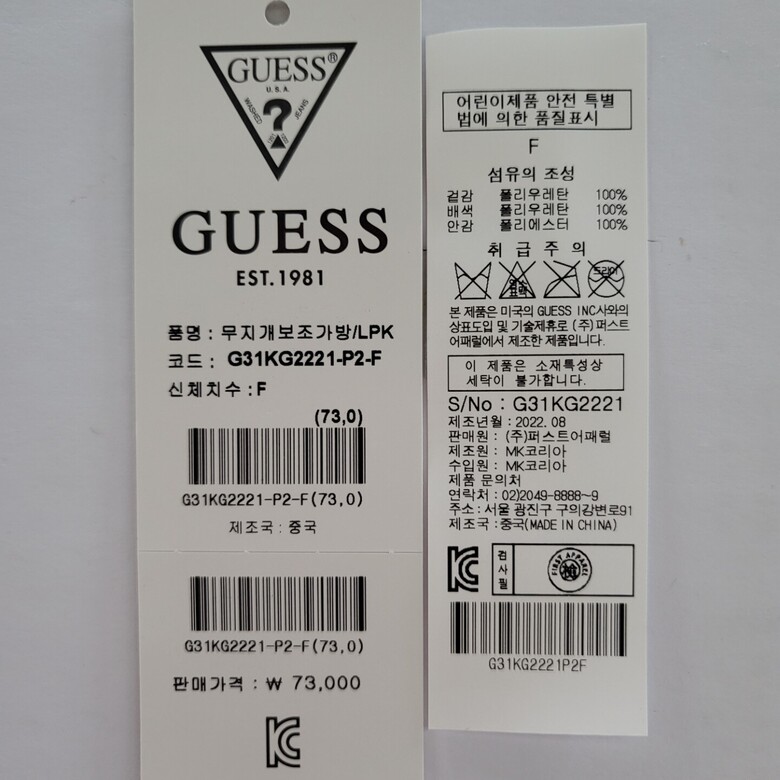 GUESS®
U.S.A.
WASHED
JEANS
?
GUESS
EST.1981
품명 : 무지개보조가방/LPK
코드 : G31KG2221-P2-F
신체치수 : F
(73,0)
G31KG2221-P2-F(73,0)
제조국 : 중국
G31KG2221-P2-F(73,0)
판매가격 : ₩ 73,000
KC
어린이제품 안전 특별
법에 의한 품질표시
F
섬유의 조성
겉감 폴리우레탄 100%
배색 폴리우레탄 100%
안감 폴리에스터 100%
취 급 주 의
염소
표백
드라이
본 제품은 미국의 GUESS INC사와의
상표도입 및 기술제휴로 (주)퍼스트
어패럴에서 제조한 제품입니다.
이 제품은 소재특성상
세탁이 불가합니다.
S/No : G31KG2221
제조년월 : 2022. 08
판매원 : (주)퍼스트어패럴
제조원 : MK코리아
수입원 : MK코리아
제품 문의처
연락처 : 02)2049-8888~9
주소 : 서울 광진구 구의강변로91
제조국 : 중국(MADE IN CHINA)
KC
검사필
FIRST APPAREL
G31KG2221P2F